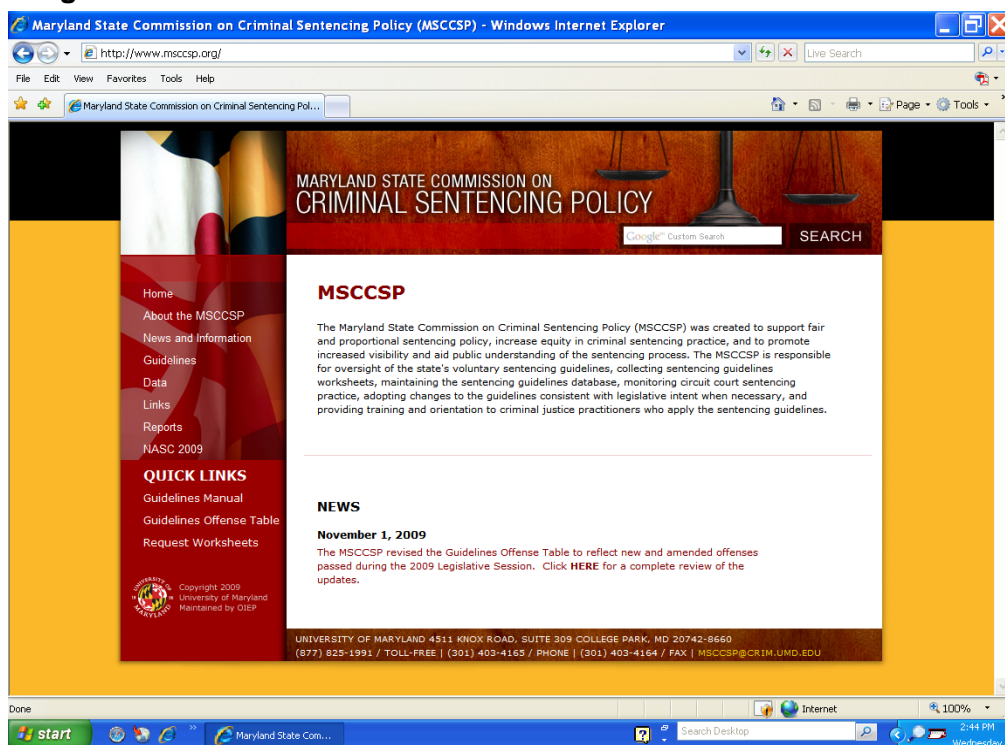 Maryland State Commission on Criminal Sentencing Policy (MSCCSP) - Windows Internet Explorer
http://www.msccsp.org/
Live Search
File Edit View Favorites Tools Help
Maryland State Commission on Criminal Sentencing Pol...
Page Tools
MARYLAND STATE COMMISSION ON
CRIMINAL SENTENCING POLICY
Google™ Custom Search
SEARCH
Home
About the MSCCSP
News and Information
Guidelines
Data
Links
Reports
NASC 2009
QUICK LINKS
Guidelines Manual
Guidelines Offense Table
Request Worksheets
Copyright 2009
University of Maryland
Maintained by OIEP
MSCCSP
The Maryland State Commission on Criminal Sentencing Policy (MSCCSP) was created to support fair
and proportional sentencing policy, increase equity in criminal sentencing practice, and to promote
increased visibility and aid public understanding of the sentencing process. The MSCCSP is responsible
for oversight of the state's voluntary sentencing guidelines, collecting sentencing guidelines
worksheets, maintaining the sentencing guidelines database, monitoring circuit court sentencing
practice, adopting changes to the guidelines consistent with legislative intent when necessary, and
providing training and orientation to criminal justice practitioners who apply the sentencing guidelines.
NEWS
November 1, 2009
The MSCCSP revised the Guidelines Offense Table to reflect new and amended offenses
passed during the 2009 Legislative Session. Click HERE for a complete review of the
updates.
UNIVERSITY OF MARYLAND 4511 KNOX ROAD, SUITE 309 COLLEGE PARK, MD 20742-8660
(877) 825-1991 / TOLL-FREE | (301) 403-4165 / PHONE | (301) 403-4164 / FAX | MSCCSP@CRIM.UMD.EDU
Done
Internet
100%
start
Maryland State Com...
Search Desktop
2:44 PM
Wednesday